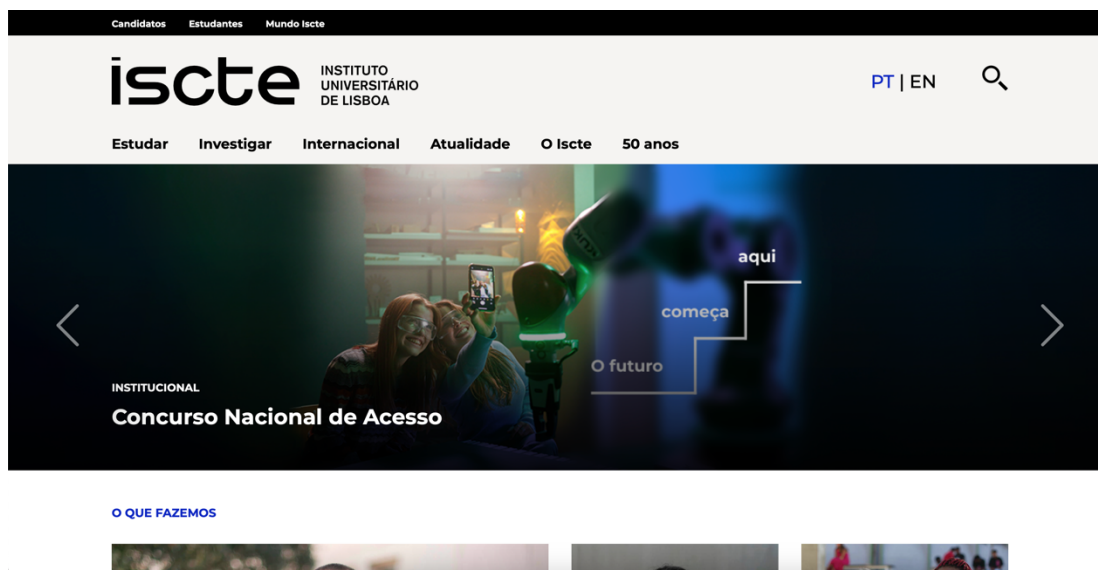 Candidatos Estudantes Mundo Iscte
iscte
INSTITUTO
UNIVERSITÁRIO
DE LISBOA
PT | EN
Estudar Investigar Internacional Atualidade O Iscte 50 anos
aqui
começa
O futuro
INSTITUCIONAL
Concurso Nacional de Acesso
O QUE FAZEMOS